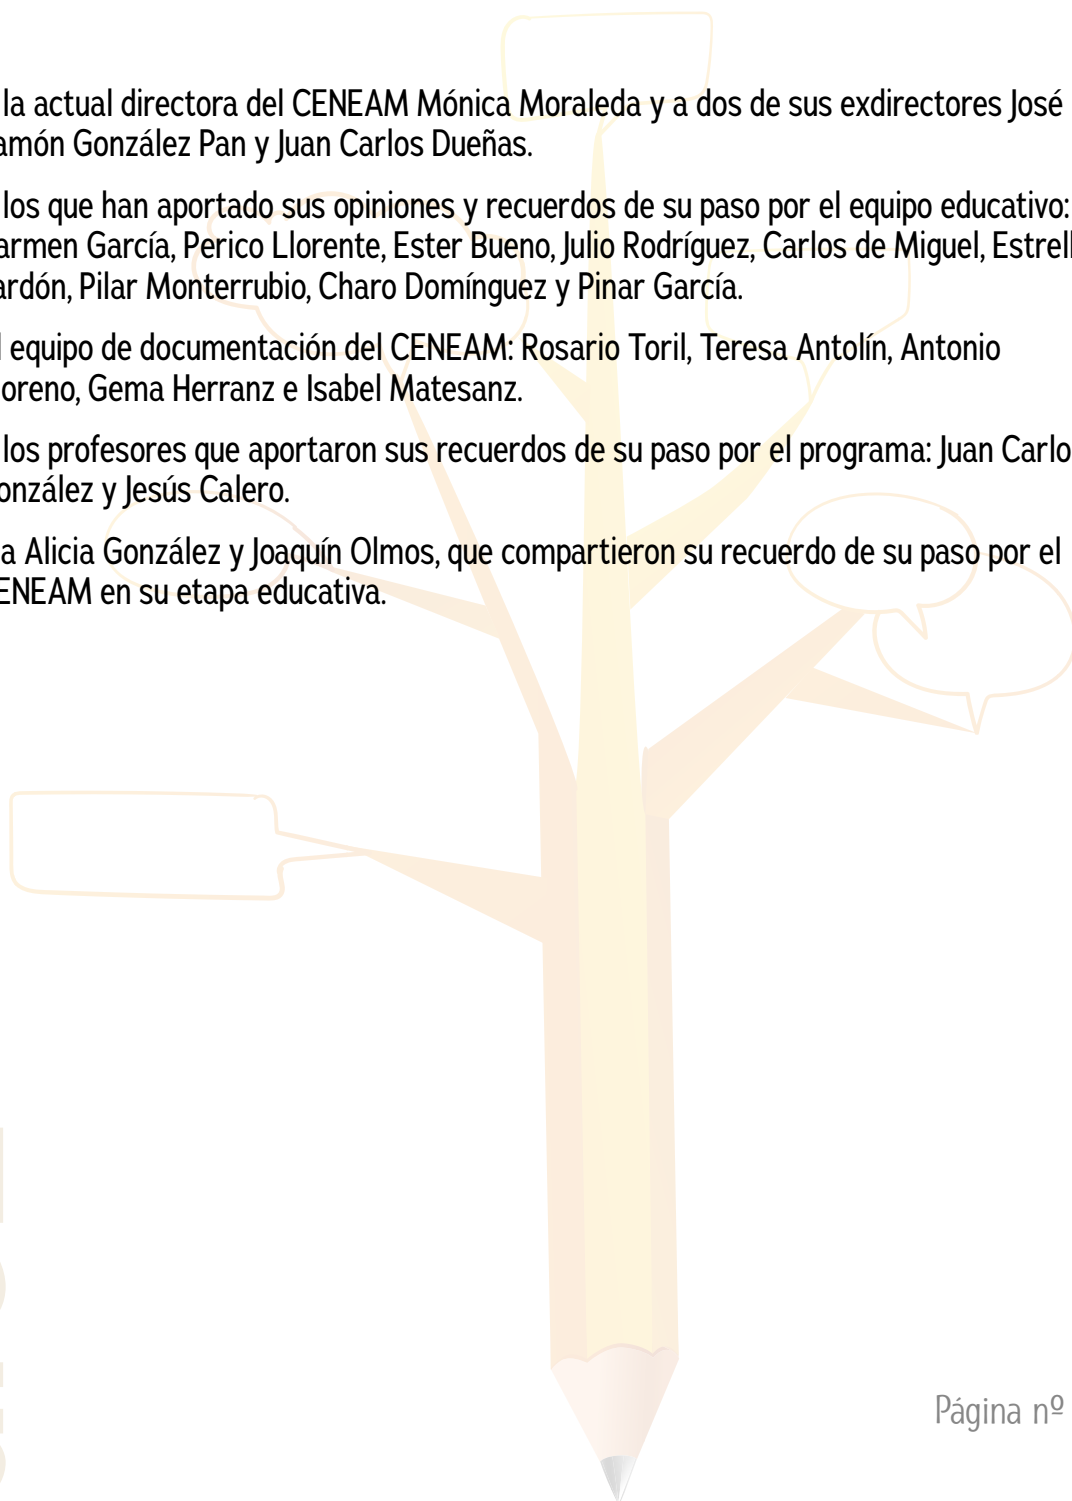 la actual directora del CENEAM Mónica Moraleda y a dos de sus exdirectores José
amón González Pan y Juan Carlos Dueñas.
los que han aportado sus opiniones y recuerdos de su paso por el equipo educativo:
armen García, Perico Llorente, Ester Bueno, Julio Rodríguez, Carlos de Miguel, Estrell
ardón, Pilar Monterrubio, Charo Domínguez y Pinar García.
l equipo de documentación del CENEAM: Rosario Toril, Teresa Antolín, Antonio
oreno, Gema Herranz e Isabel Matesanz.
los profesores que aportaron sus recuerdos de su paso por el programa: Juan Carlo
onzález y Jesús Calero.
a Alicia González y Joaquín Olmos, que compartieron su recuerdo de su paso por el
ENEAM en su etapa educativa.
Página nº